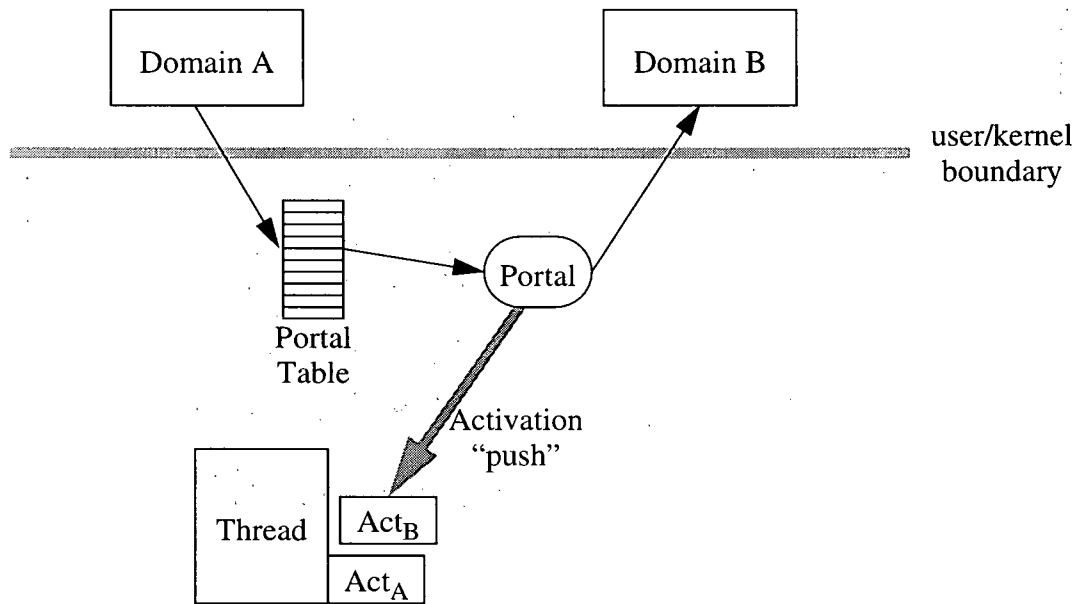 Domain A
Domain B
user/kernel
boundary
Portal
Portal
Table
Activation
“push”
Thread
Act_B
Act_A